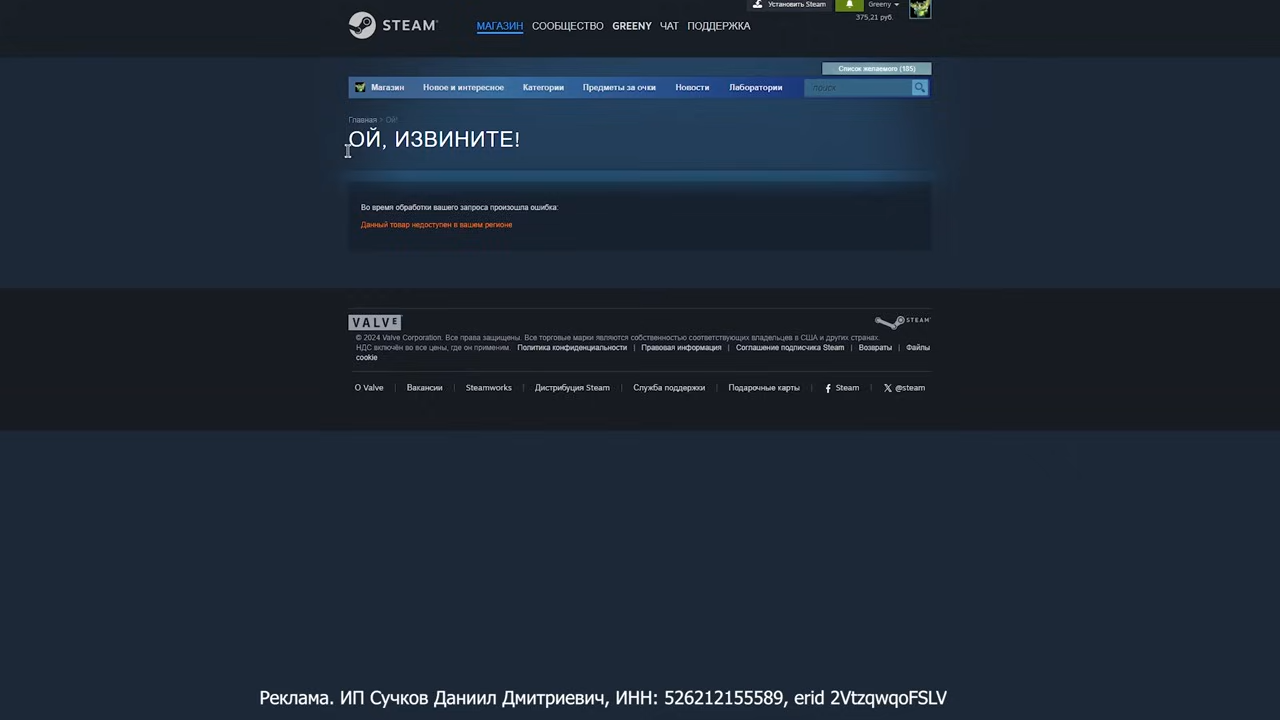 Установить Steam
Greeny
375,21 руб.
STEAM
МАГАЗИН СООБЩЕСТВО GREENY ЧАТ ПОДДЕРЖКА
Список желаемого (185)
Магазин Новое и интересное Категории Предметы за очки Новости Лаборатории поиск
Главная > Ой!
ОЙ, ИЗВИНИТЕ!
Во время обработки вашего запроса произошла ошибка:
Данный товар недоступен в вашем регионе
VALVE STEAM
© 2024 Valve Corporation. Все права защищены. Все торговые марки являются собственностью соответствующих владельцев в США и других странах.
НДС включён во все цены, где он применим. Политика конфиденциальности | Правовая информация | Соглашение подписчика Steam | Возвраты | Файлы
cookie
О Valve | Вакансии | Steamworks | Дистрибуция Steam | Служба поддержки | Подарочные карты | Steam | @steam
Реклама. ИП Сучков Даниил Дмитриевич, ИНН: 526212155589, erid 2VtzqwqoFSLV